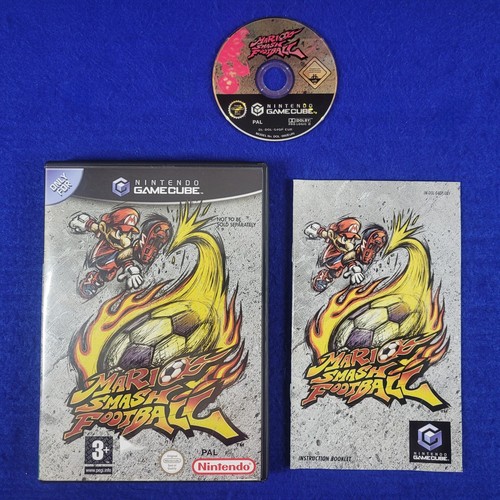 MARIO
SMASH
FOOTBALL
NINTENDO
GAMECUBE
PAL
DOLBY
ONLY
FOR
NINTENDO
GAMECUBE
NOT TO BE
SOLD SEPARATELY
MARIO
SMASH
FOOTBALL
3+
www.pegi.info
PAL
Nintendo
MARIO
SMASH
FOOTBALL
INSTRUCTION BOOKLET
NINTENDO
GAMECUBE